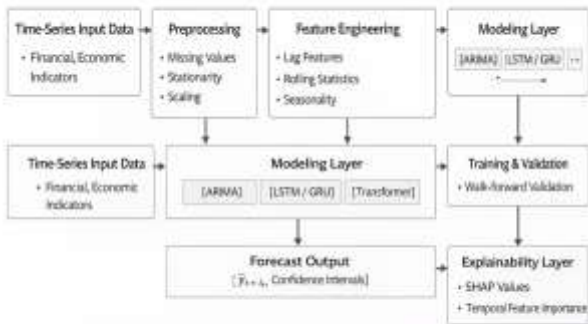 Time-Series Input Data
• Financial, Economic
Indicators
Preprocessing
• Missing Values
• Stationarity
• Scaling
Feature Engineering
• Lag Features
• Rolling Statistics
• Seasonality
Modeling Layer
[ARIMA] [LSTM / GRU] ...
Time-Series Input Data
• Financial, Economic
Indicators
Modeling Layer
[ARIMA] [LSTM / GRU] [Transformer]
Training & Validation
• Walk-forward Validation
Forecast Output
Confidence Intervals]
Explainability Layer
• SHAP Values
• Temporal Feature Importance